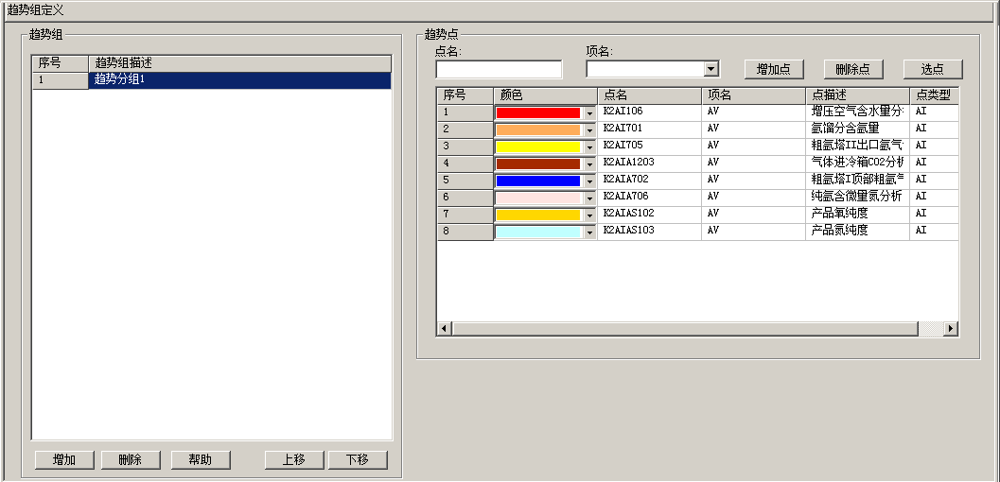 趋势组定义
趋势组
序号 趋势组描述
1 趋势分组1
增加 删除 帮助 上移 下移
趋势点
点名: 项名:
增加点 删除点 选点
序号 颜色 点名 项名 点描述 点类型
1 K2AI106 AV 增压空气含水量分 AI
2 K2AI701 AV 氩馏分含氩量 AI
3 K2AI705 AV 粗氩塔II出口氩气 AI
4 K2AIA1203 AV 气体进冷箱CO2分析 AI
5 K2AIA702 AV 粗氩塔I顶部粗氩气 AI
6 K2AIA706 AV 纯氩含微量氮分析 AI
7 K2AIAS102 AV 产品氧纯度 AI
8 K2AIAS103 AV 产品氮纯度 AI